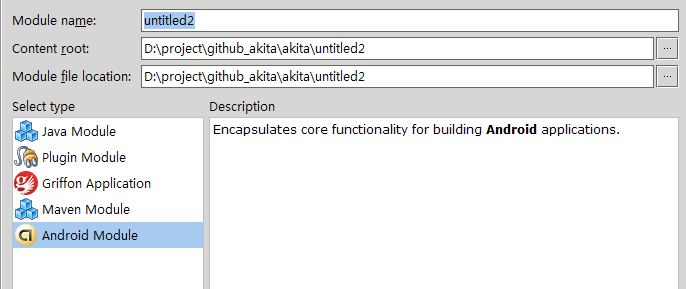 Module name: untitled2
Content root: D:\project\github_akita\akita\untitled2 ...
Module file location: D:\project\github_akita\akita\untitled2 ...
Select type Description
Java Module Encapsulates core functionality for building Android applications.
Plugin Module
Griffon Application
Maven Module
Android Module